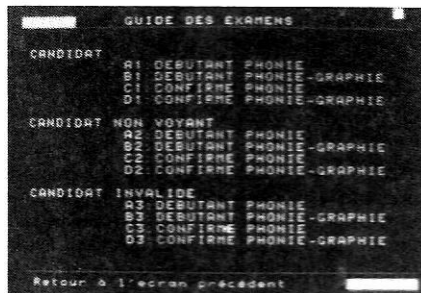 GUIDE DES EXAMENS
CANDIDAT
A1:DEBUTANT PHONIE
B1:DEBUTANT PHONIE-GRAPHIE
C1:CONFIRME PHONIE
D1:CONFIRME PHONIE-GRAPHIE
CANDIDAT NON VOYANT
A2:DEBUTANT PHONIE
B2:DEBUTANT PHONIE-GRAPHIE
C2:CONFIRME PHONIE
D2:CONFIRME PHONIE-GRAPHIE
CANDIDAT INVALIDE
A3:DEBUTANT PHONIE
B3:DEBUTANT PHONIE-GRAPHIE
C3:CONFIRME PHONIE
D3:CONFIRME PHONIE-GRAPHIE
Retour à l'ecran précédent